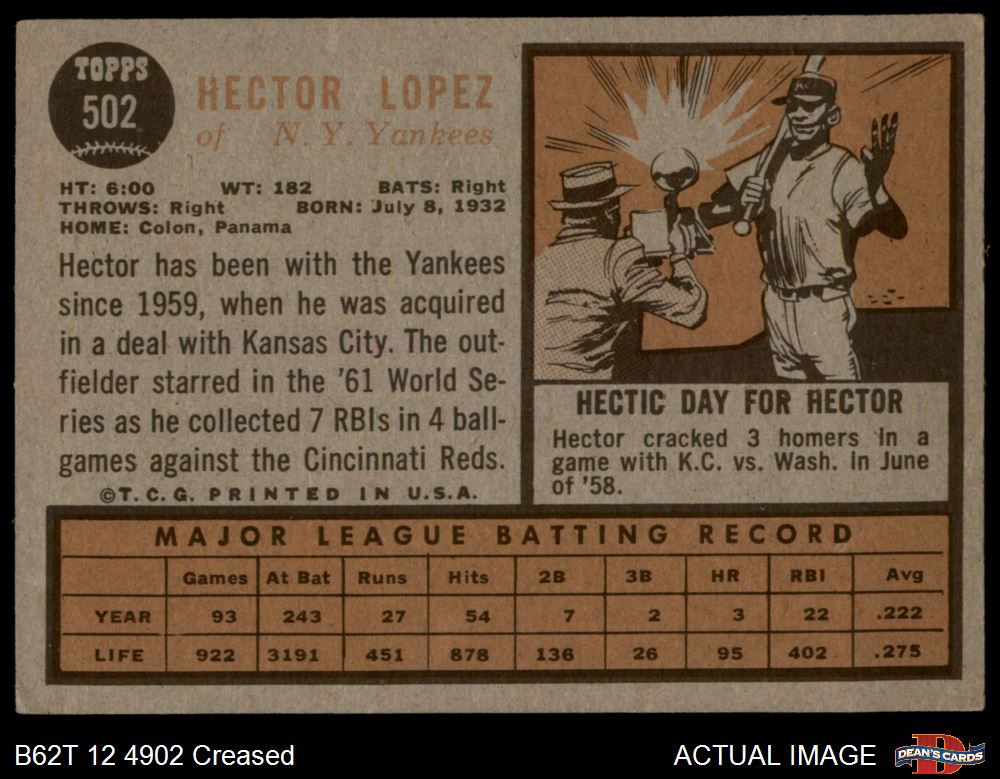 TOPPS
502
HECTOR LOPEZ
of N. Y. Yankees
HT: 6:00 WT: 182 BATS: Right
THROWS: Right BORN: July 8, 1932
HOME: Colon, Panama
Hector has been with the Yankees
since 1959, when he was acquired
in a deal with Kansas City. The out-
fielder starred in the '61 World Se-
ries as he collected 7 RBIs in 4 ball-
games against the Cincinnati Reds.
©T. C. G. PRINTED IN U.S.A.
HECTIC DAY FOR HECTOR
Hector cracked 3 homers in a
game with K.C. vs. Wash. in June
of '58.
MAJOR LEAGUE BATTING RECORD
Games At Bat Runs Hits 2B 3B HR RBI Avg
YEAR 93 243 27 54 7 2 3 22 .222
LIFE 922 3191 451 878 136 26 95 402 .275
B62T 12 4902 Creased
ACTUAL IMAGE
DEAN'S CARDS